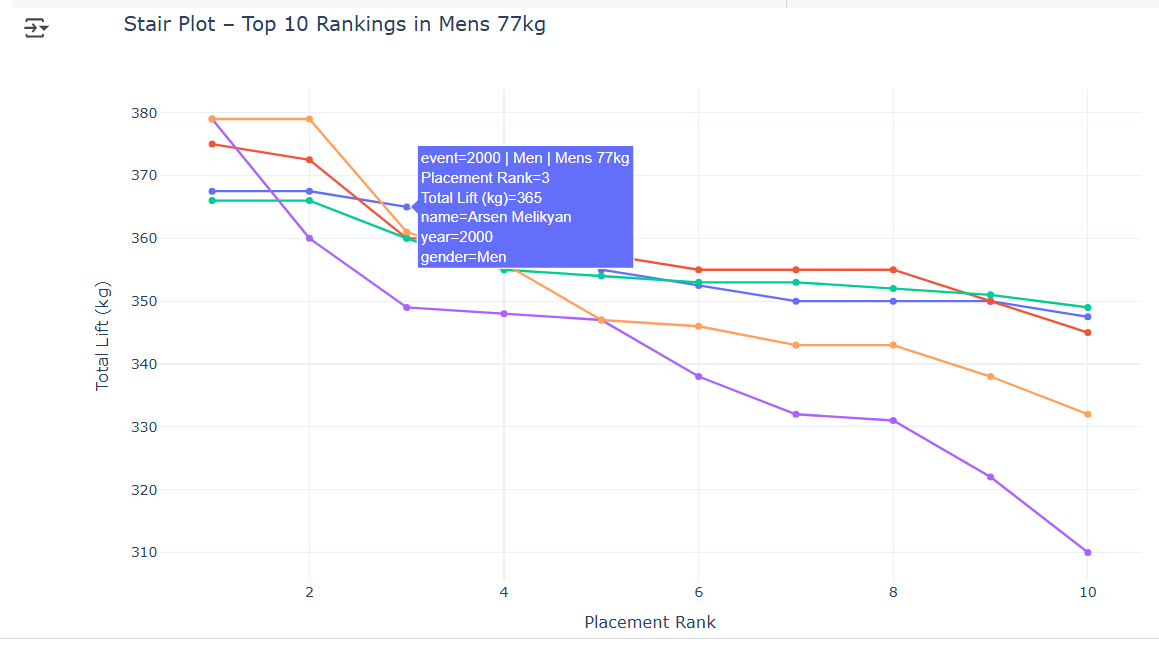 Stair Plot – Top 10 Rankings in Mens 77kg
380
370
360
350
340
330
320
310
Total Lift (kg)
event=2000 | Men | Mens 77kg
Placement Rank=3
Total Lift (kg)=365
name=Arsen Melikyan
year=2000
gender=Men
2
4
6
8
10
Placement Rank